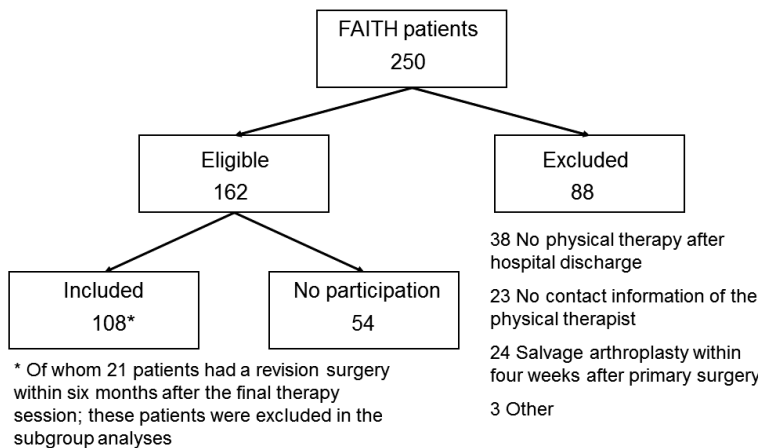 FAITH patients
250
Eligible
162
Excluded
88
Included
108*
No participation
54
38 No physical therapy after
hospital discharge
23 No contact information of the
physical therapist
24 Salvage arthroplasty within
four weeks after primary surgery
3 Other
* Of whom 21 patients had a revision surgery
within six months after the final therapy
session; these patients were excluded in the
subgroup analyses